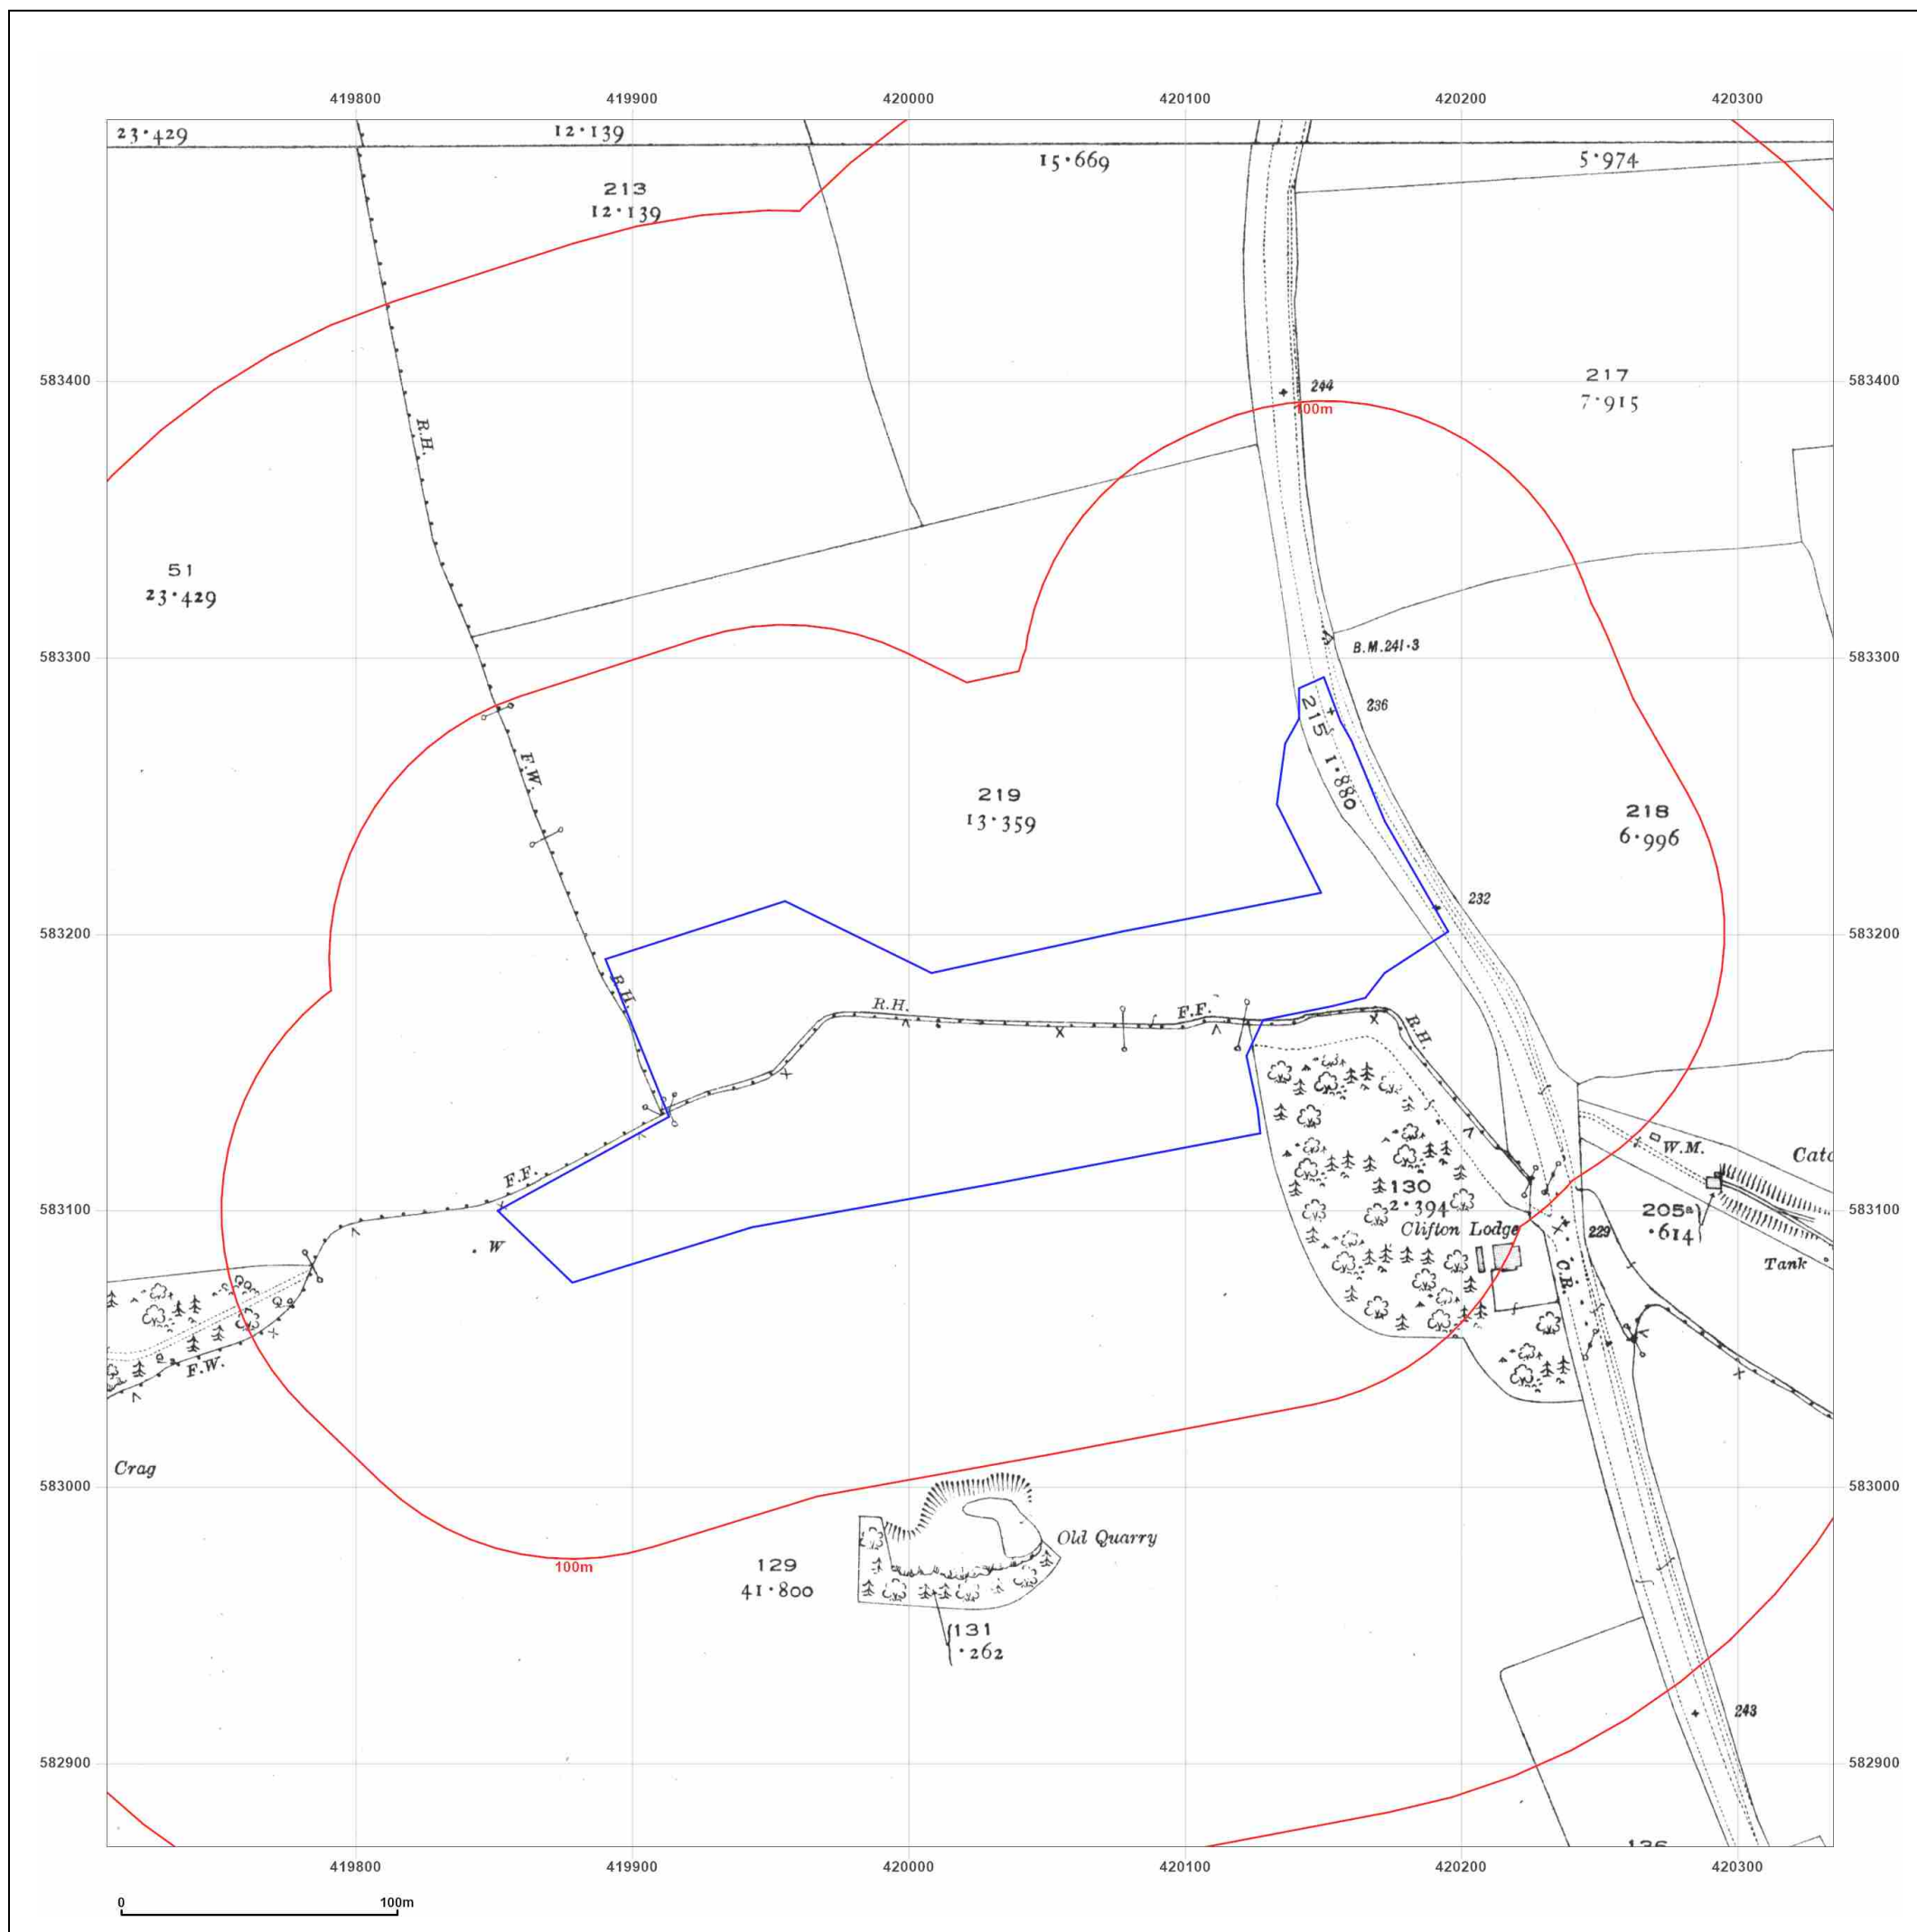 419800 419900 420000 420100 420200 420300
23·429 12·139
15·669 5·974
213
12·139
583400 583400
244
217
7·915
100m
R.H.
51
23·429
583300 583300
B.M.241·3
236
215 1·880
F.W.
219
13·359
218
6·996
232
583200 583200
R.H.
R.H. F.F. R.H.
W.M. Catc
F.F.
130
2·394
205a
·614
583100 583100
Clifton Lodge 229
W
C.R.
Tank
F.W.
Crag
583000 583000
Old Quarry
100m
129
41·800
131
·262
243
582900 582900
136
419800 419900 420000 420100 420200 420300
0 100m